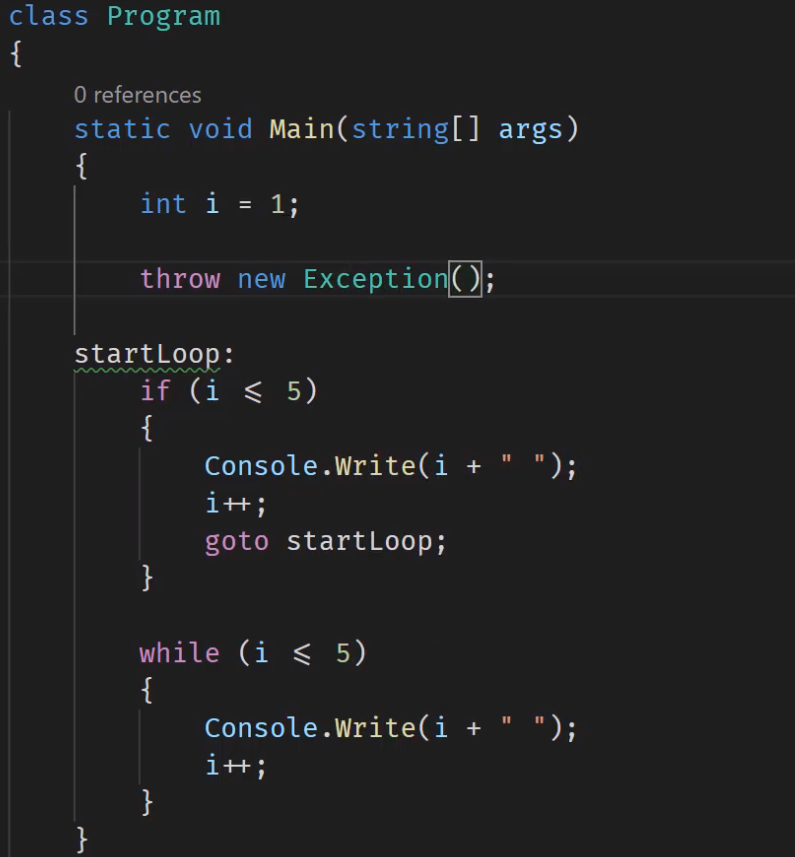 class Program
{
0 references
static void Main(string[] args)
{
int i = 1;
throw new Exception();
startLoop:
if (i <= 5)
{
Console.Write(i + " ");
i++;
goto startLoop;
}
while (i <= 5)
{
Console.Write(i + " ");
i++;
}
}